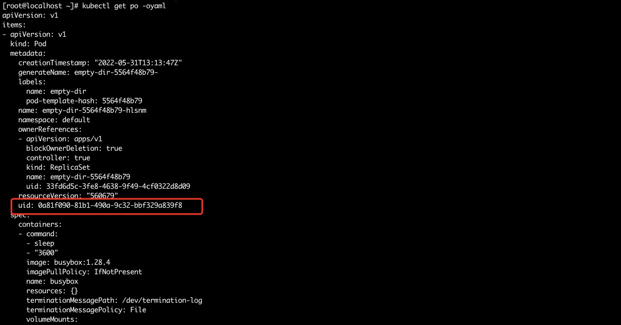 [root@localhost ~]# kubectl get po -oyaml
apiVersion: v1
items:
- apiVersion: v1
  kind: Pod
  metadata:
    creationTimestamp: "2022-05-31T13:13:47Z"
    generateName: empty-dir-5564f48b79-
    labels:
      name: empty-dir
      pod-template-hash: 5564f48b79
    name: empty-dir-5564f48b79-hlsnm
    namespace: default
    ownerReferences:
    - apiVersion: apps/v1
      blockOwnerDeletion: true
      controller: true
      kind: ReplicaSet
      name: empty-dir-5564f48b79
      uid: 33fd6d5c-3fe8-4638-9f49-4cf0322d8d09
    resourceVersion: "560679"
    uid: 0a81f090-81b1-490a-9c32-bbf329a839f8
  spec:
    containers:
    - command:
      - sleep
      - "3600"
      image: busybox:1.28.4
      imagePullPolicy: IfNotPresent
      name: busybox
      resources: {}
      terminationMessagePath: /dev/termination-log
      terminationMessagePolicy: File
      volumeMounts: